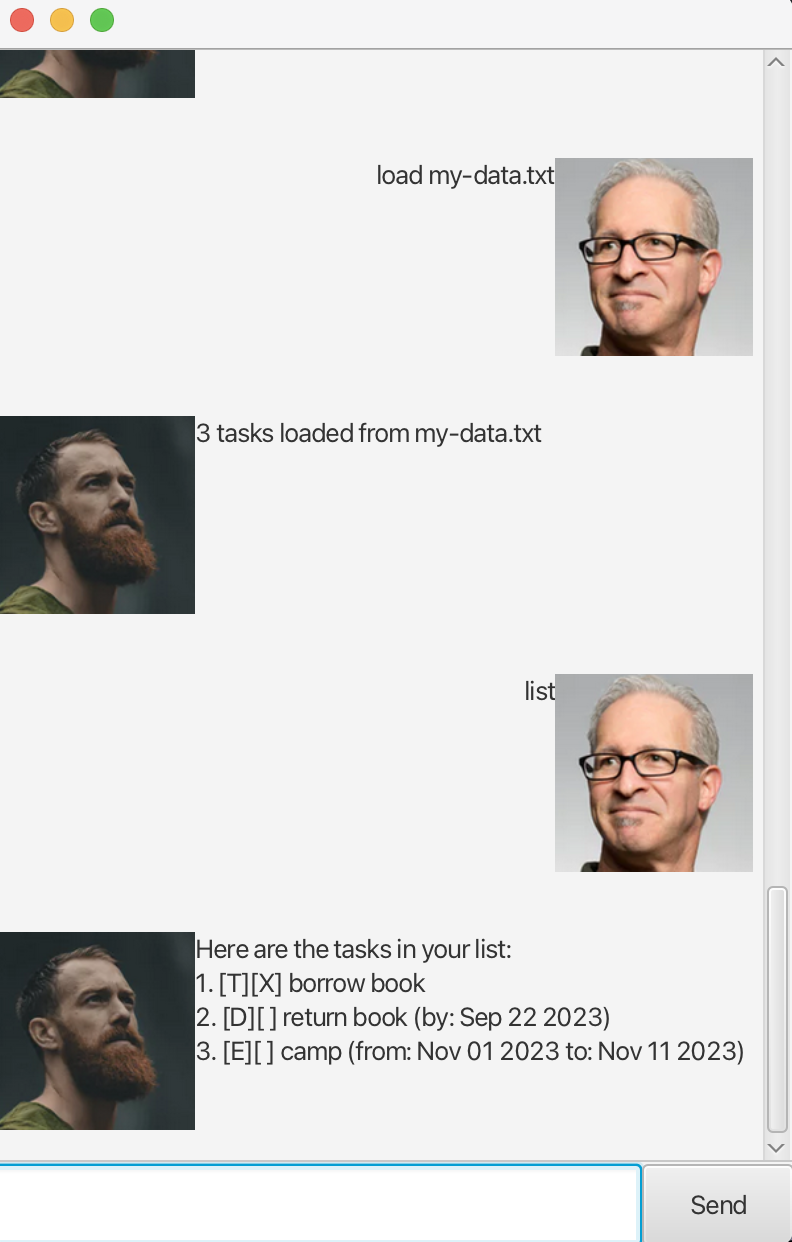 load my-data.txt
3 tasks loaded from my-data.txt
list
Here are the tasks in your list:
1. [T][X] borrow book
2. [D][ ] return book (by: Sep 22 2023)
3. [E][ ] camp (from: Nov 01 2023 to: Nov 11 2023)
Send